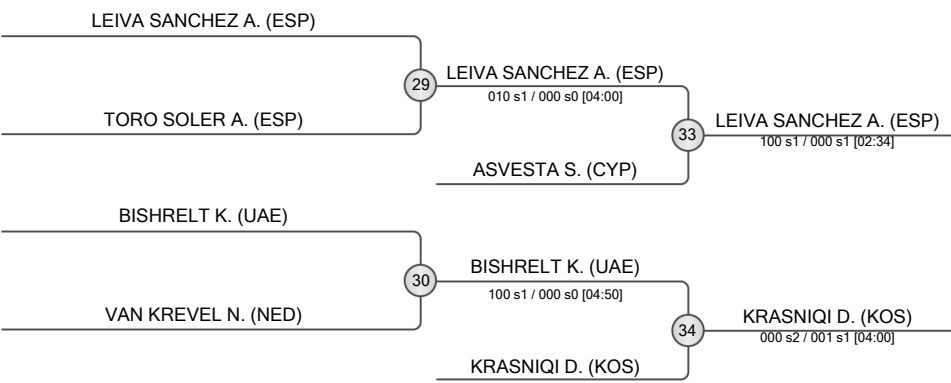 LEIVA SANCHEZ A. (ESP)
29
LEIVA SANCHEZ A. (ESP)
010 s1 / 000 s0 [04:00]
TORO SOLER A. (ESP)
33
LEIVA SANCHEZ A. (ESP)
100 s1 / 000 s1 [02:34]
ASVESTA S. (CYP)
BISHRELT K. (UAE)
30
BISHRELT K. (UAE)
100 s1 / 000 s0 [04:50]
VAN KREVEL N. (NED)
34
KRASNIQI D. (KOS)
000 s2 / 001 s1 [04:00]
KRASNIQI D. (KOS)